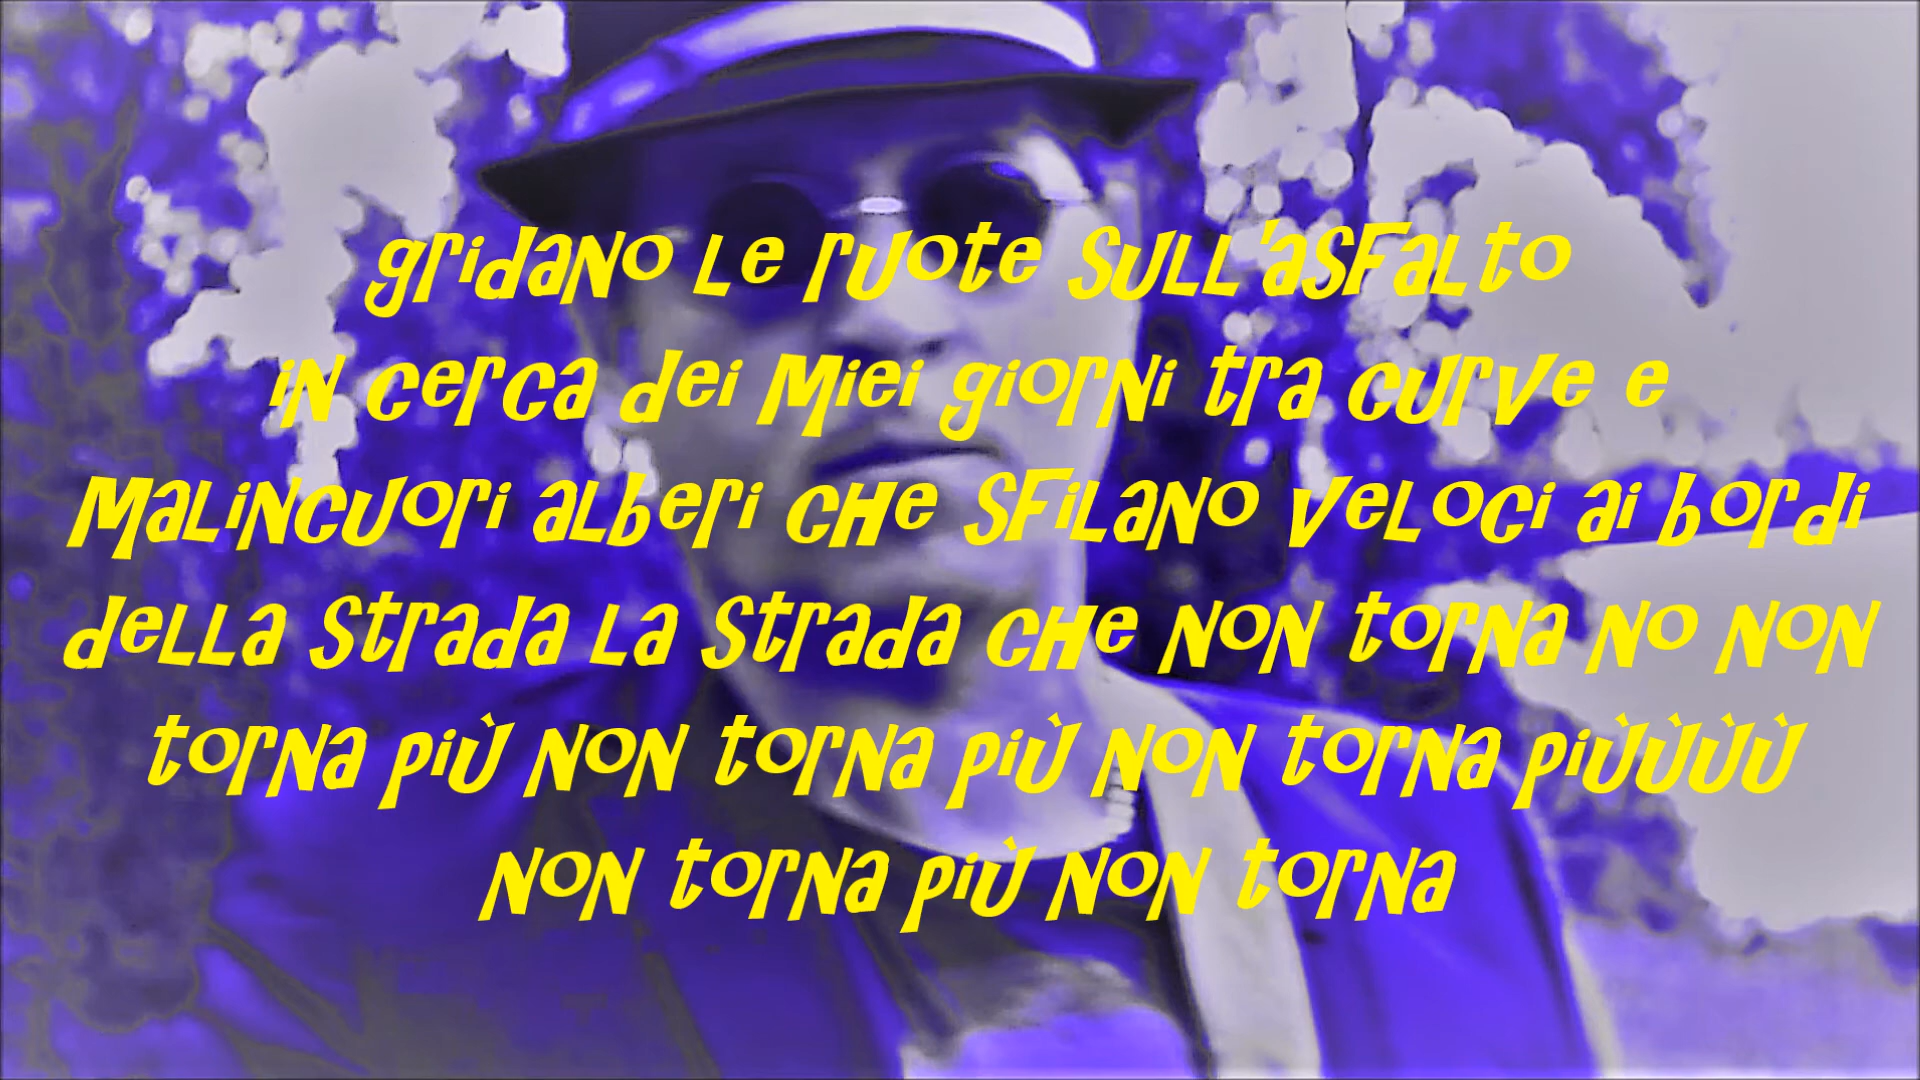 gridano le ruote sull'asfalto
in cerca dei miei giorni tra curve e
malincuori alberi che sfilano veloci ai bordi
della strada la strada che non torna no non
torna più non torna più non torna piùùùù
non torna più non torna